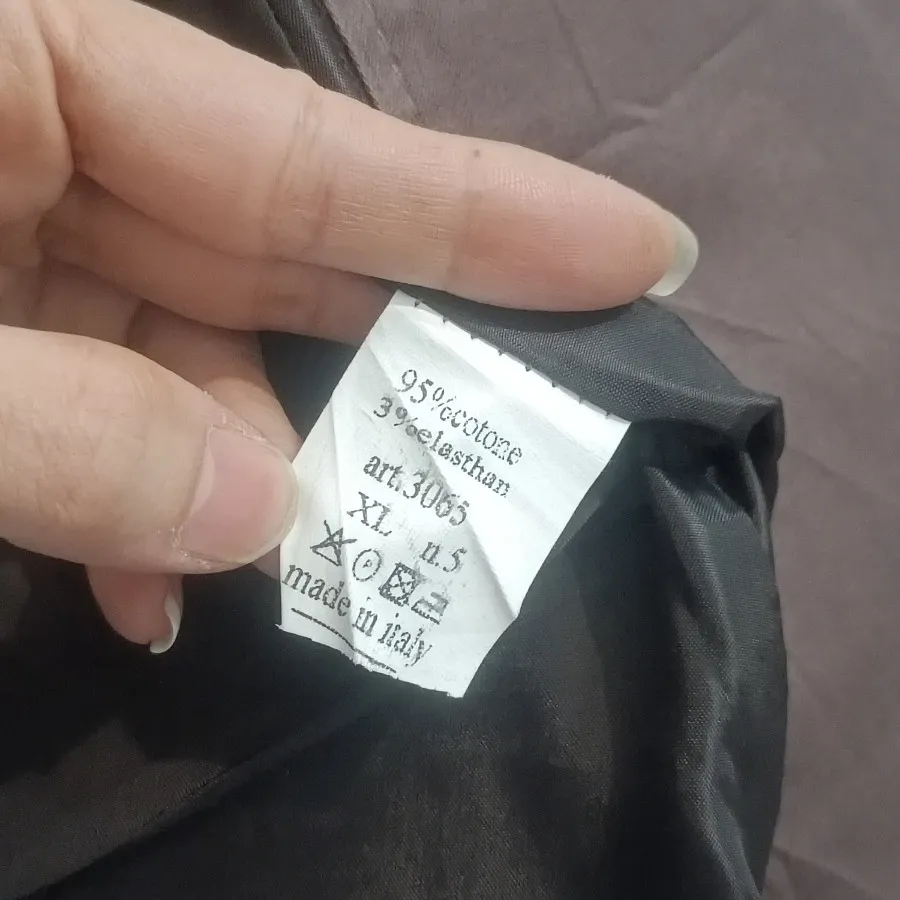 95%cotone
3%elasthan
art.3065
XL n.5
P
made in italy